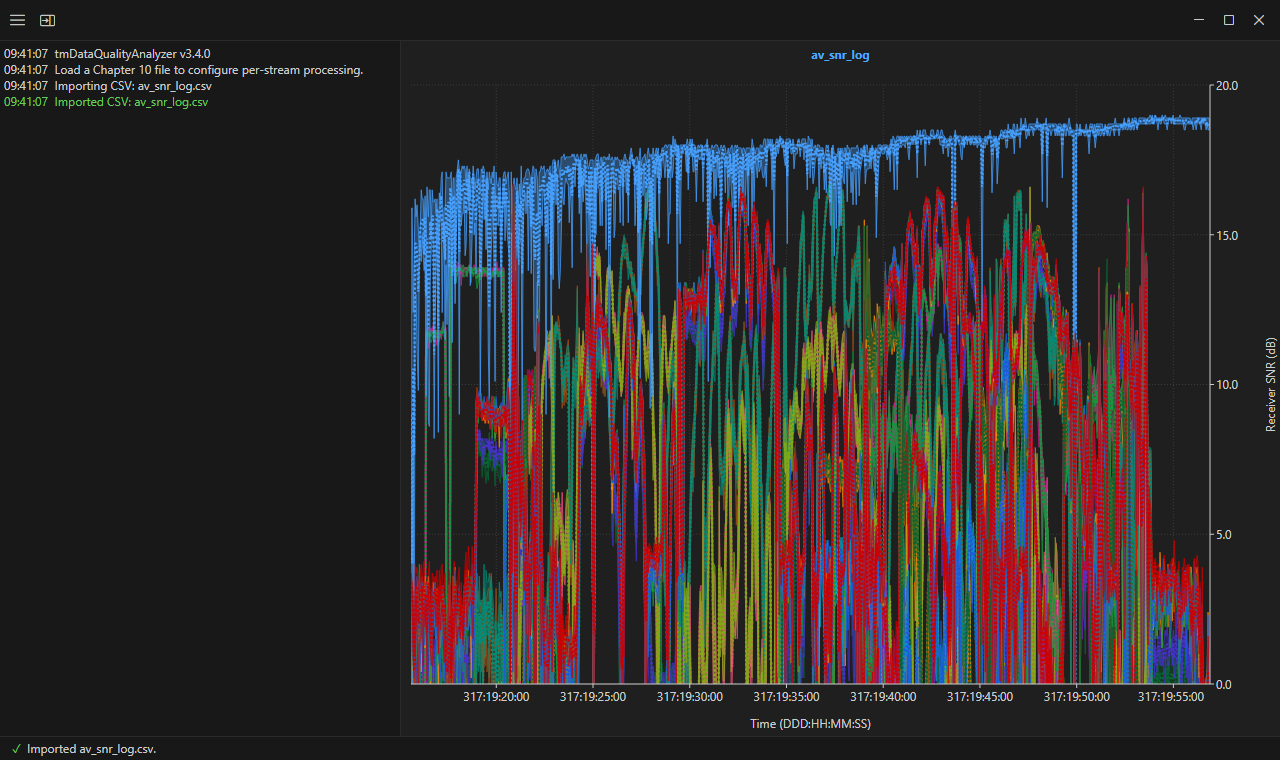 09:41:07 tmDataQualityAnalyzer v3.4.0
09:41:07 Load a Chapter 10 file to configure per-stream processing.
09:41:07 Importing CSV: av_snr_log.csv
09:41:07 Imported CSV: av_snr_log.csv
av_snr_log
20.0
15.0
10.0
5.0
0.0
Receiver SNR (dB)
317:19:20:00 317:19:25:00 317:19:30:00 317:19:35:00 317:19:40:00 317:19:45:00 317:19:50:00 317:19:55:00
Time (DDD:HH:MM:SS)
✓ Imported av_snr_log.csv.